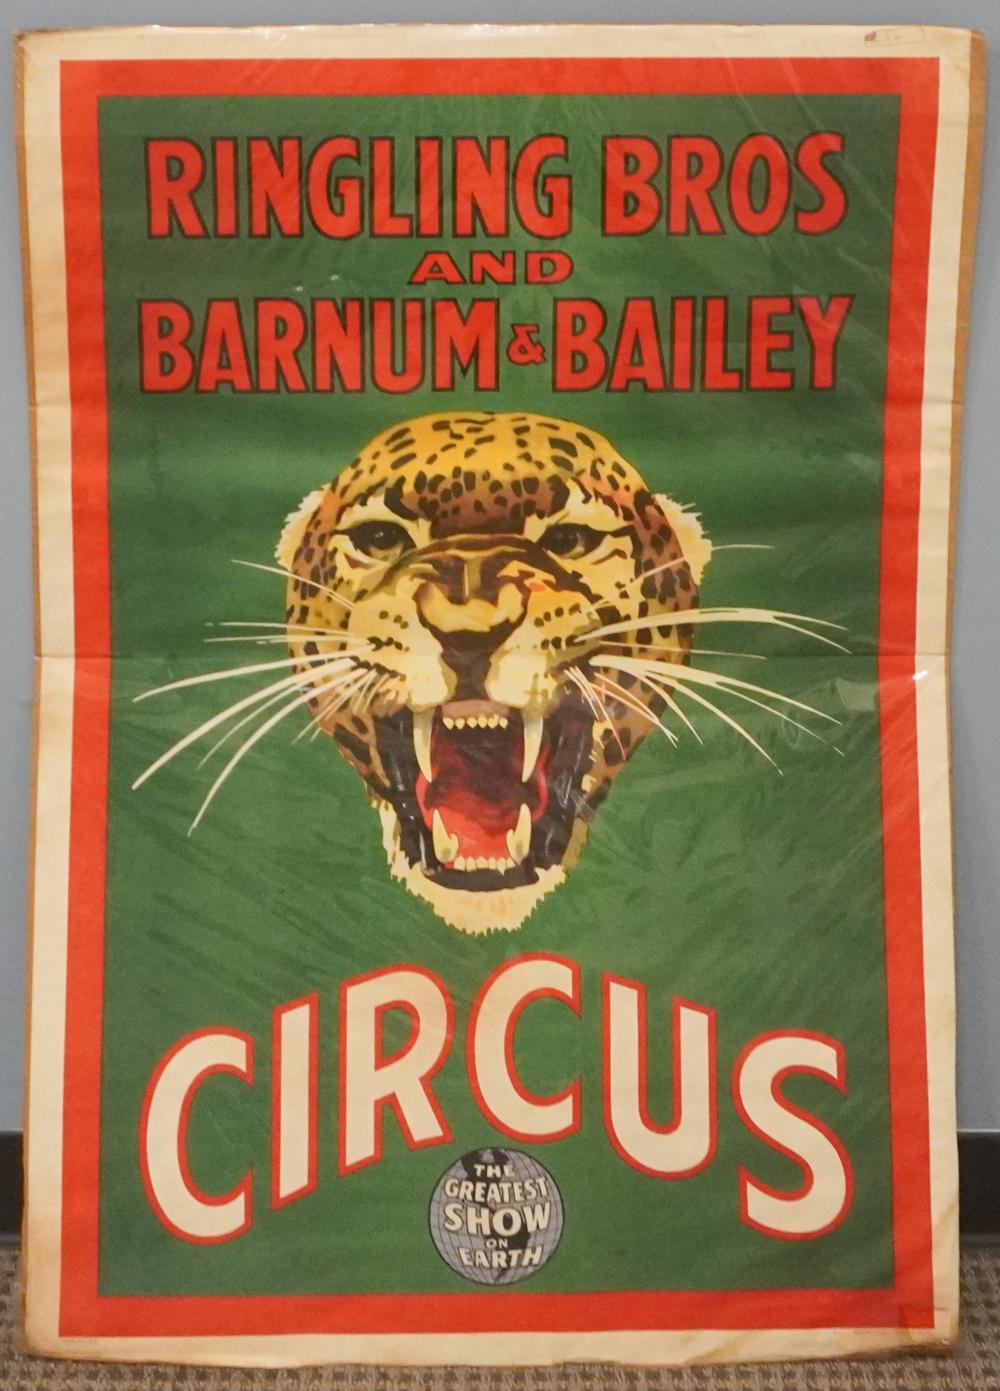 RINGLING BROS
AND
BARNUM & BAILEY
CIRCUS
THE
GREATEST
SHOW
ON
EARTH